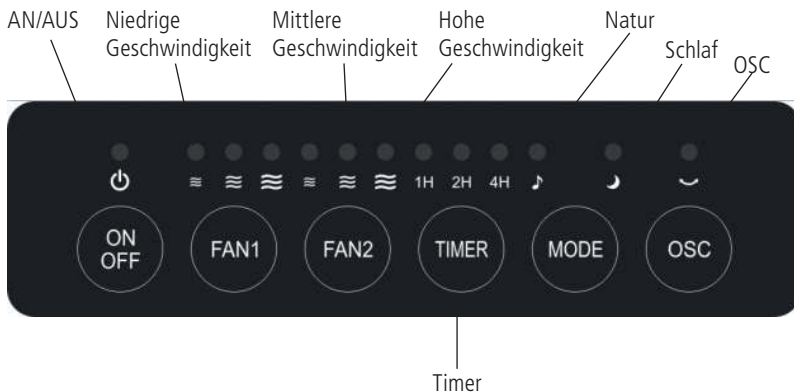 AN/AUS
Niedrige
Geschwindigkeit
Mittlere
Geschwindigkeit
Hohe
Geschwindigkeit
Natur
Schlaf
OSC
1H 2H 4H
ON
OFF
FAN1
FAN2
TIMER
MODE
OSC
Timer